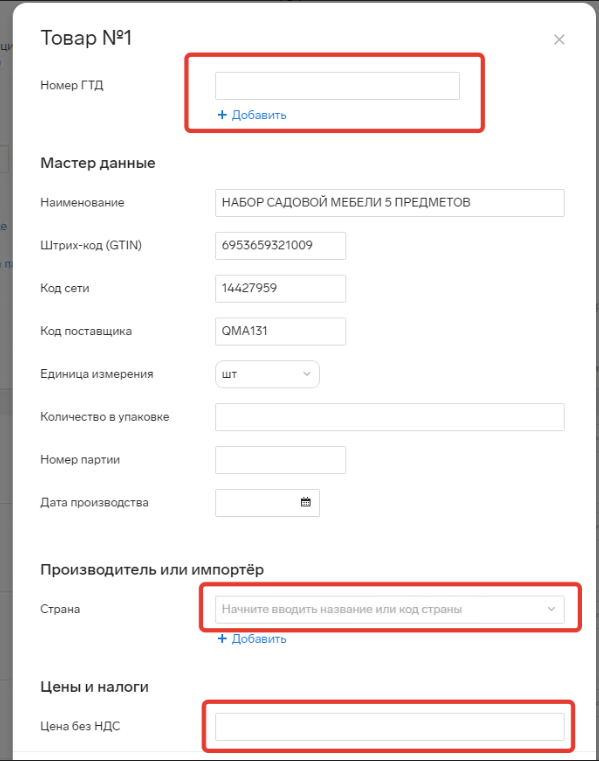 Товар №1
Номер ГТД
+ Добавить
Мастер данные
Наименование НАБОР САДОВОЙ МЕБЕЛИ 5 ПРЕДМЕТОВ
Штрих-код (GTIN) 6953659321009
Код сети 14427959
Код поставщика QMA131
Единица измерения шт
Количество в упаковке
Номер партии
Дата производства
Производитель или импортёр
Страна Начните вводить название или код страны
+ Добавить
Цены и налоги
Цена без НДС